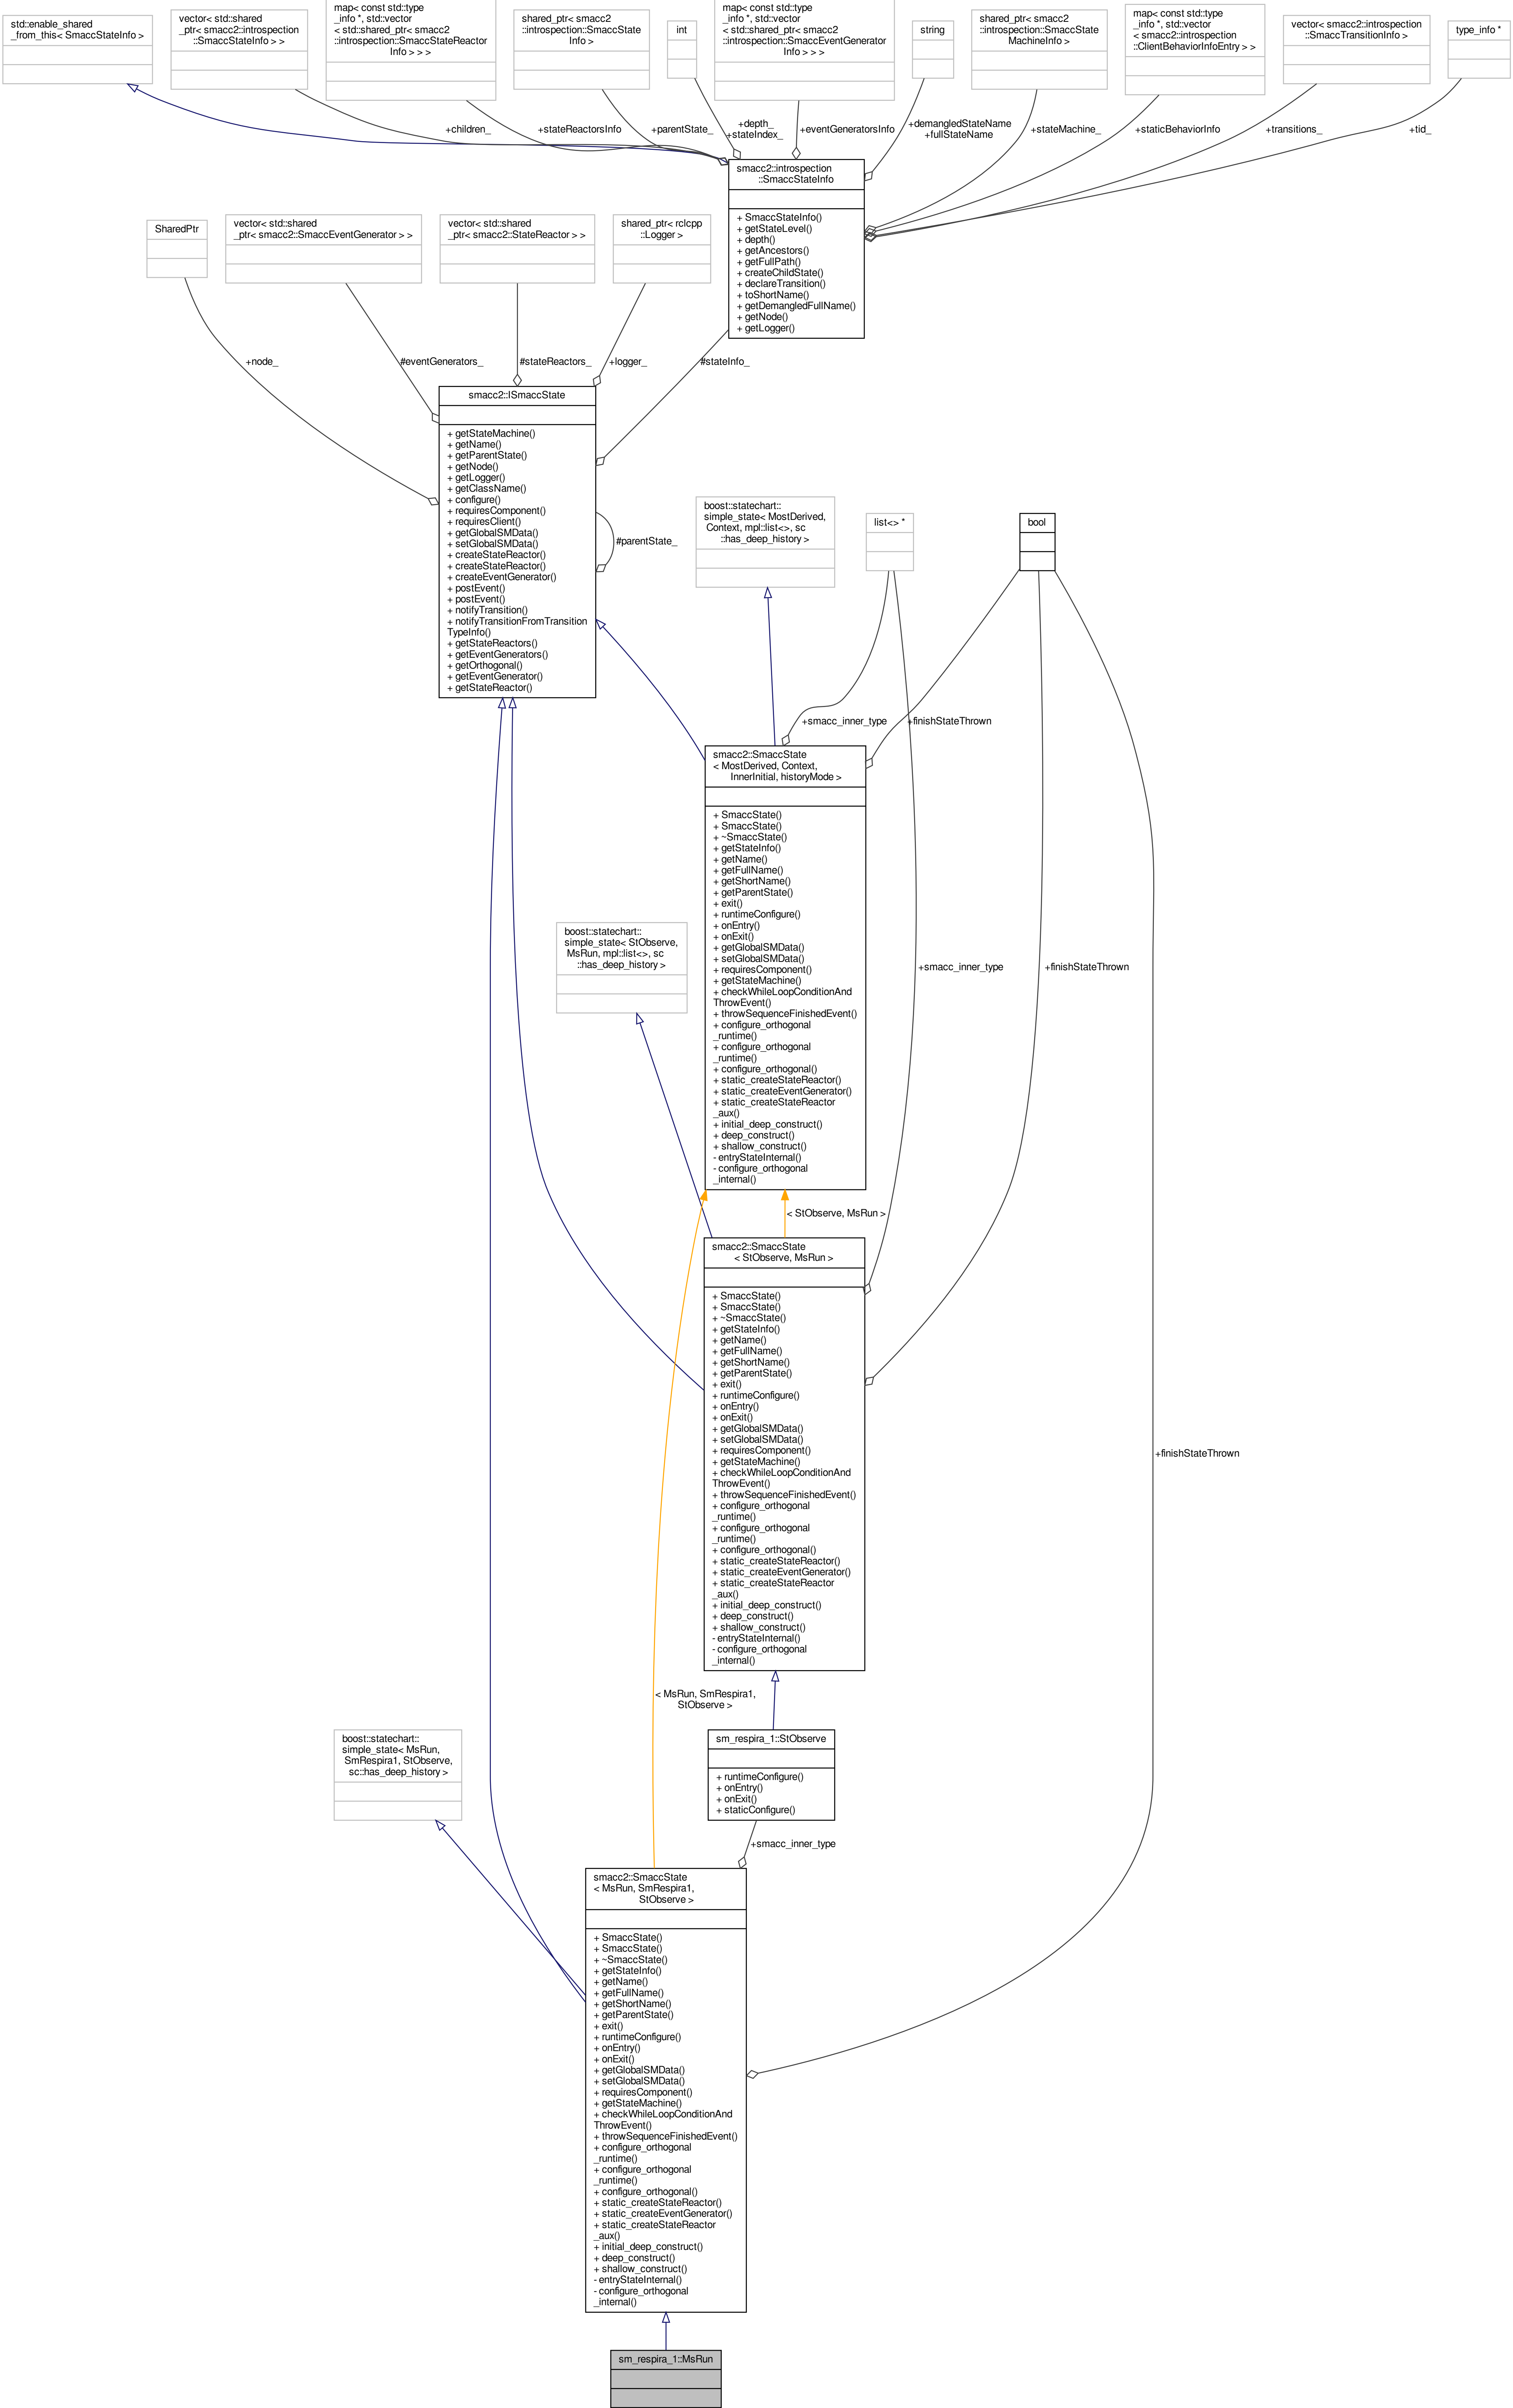 std::enable_shared
_from_this< SmaccStateInfo >
vector< std::shared
_ptr< smacc2::introspection
::SmaccStateInfo > >
map< const std::type
_info *, std::vector
< std::shared_ptr< smacc2
::introspection::SmaccStateReactor
Info > > >
shared_ptr< smacc2
::introspection::SmaccState
Info >
int
map< const std::type
_info *, std::vector
< std::shared_ptr< smacc2
::introspection::SmaccEventGenerator
Info > > >
string
shared_ptr< smacc2
::introspection::SmaccState
MachineInfo >
map< const std::type
_info *, std::vector
< smacc2::introspection
::ClientBehaviorInfoEntry > >
vector< smacc2::introspection
::SmaccTransitionInfo >
type_info *
+children_
+stateReactorsInfo
+parentState_
+depth_
+stateIndex_
+eventGeneratorsInfo
+demangledStateName
+fullStateName
+stateMachine_
+staticBehaviorInfo
+transitions_
+tid_
smacc2::introspection
::SmaccStateInfo
+ SmaccStateInfo()
+ getStateLevel()
+ depth()
+ getAncestors()
+ getFullPath()
+ createChildState()
+ declareTransition()
+ toShortName()
+ getDemangledFullName()
+ getNode()
+ getLogger()
SharedPtr
vector< std::shared
_ptr< smacc2::SmaccEventGenerator > >
vector< std::shared
_ptr< smacc2::StateReactor > >
shared_ptr< rclcpp
::Logger >
+node_
#eventGenerators_
#stateReactors_
+logger_
#stateInfo_
smacc2::ISmaccState
+ getStateMachine()
+ getName()
+ getParentState()
+ getNode()
+ getLogger()
+ getClassName()
+ configure()
+ requiresComponent()
+ requiresClient()
+ getGlobalSMData()
+ setGlobalSMData()
+ createStateReactor()
+ createStateReactor()
+ createEventGenerator()
+ postEvent()
+ postEvent()
+ notifyTransition()
+ notifyTransitionFromTransition
TypeInfo()
+ getStateReactors()
+ getEventGenerators()
+ getOrthogonal()
+ getEventGenerator()
+ getStateReactor()
#parentState_
boost::statechart::
simple_state< MostDerived,
Context, mpl::list<>, sc
::has_deep_history >
list<> *
bool
+smacc_inner_type
+finishStateThrown
smacc2::SmaccState
< MostDerived, Context,
InnerInitial, historyMode >
+ SmaccState()
+ SmaccState()
+ ~SmaccState()
+ getStateInfo()
+ getName()
+ getFullName()
+ getShortName()
+ getParentState()
+ exit()
+ runtimeConfigure()
+ onEntry()
+ onExit()
+ getGlobalSMData()
+ setGlobalSMData()
+ requiresComponent()
+ getStateMachine()
+ checkWhileLoopConditionAnd
ThrowEvent()
+ throwSequenceFinishedEvent()
+ configure_orthogonal
_runtime()
+ configure_orthogonal
_runtime()
+ configure_orthogonal()
+ static_createStateReactor()
+ static_createEventGenerator()
+ static_createStateReactor
_aux()
+ initial_deep_construct()
+ deep_construct()
+ shallow_construct()
- entryStateInternal()
- configure_orthogonal
_internal()
boost::statechart::
simple_state< StObserve,
MsRun, mpl::list<>, sc
::has_deep_history >
+smacc_inner_type
+finishStateThrown
< StObserve, MsRun >
smacc2::SmaccState
< StObserve, MsRun >
+ SmaccState()
+ SmaccState()
+ ~SmaccState()
+ getStateInfo()
+ getName()
+ getFullName()
+ getShortName()
+ getParentState()
+ exit()
+ runtimeConfigure()
+ onEntry()
+ onExit()
+ getGlobalSMData()
+ setGlobalSMData()
+ requiresComponent()
+ getStateMachine()
+ checkWhileLoopConditionAnd
ThrowEvent()
+ throwSequenceFinishedEvent()
+ configure_orthogonal
_runtime()
+ configure_orthogonal
_runtime()
+ configure_orthogonal()
+ static_createStateReactor()
+ static_createEventGenerator()
+ static_createStateReactor
_aux()
+ initial_deep_construct()
+ deep_construct()
+ shallow_construct()
- entryStateInternal()
- configure_orthogonal
_internal()
+finishStateThrown
< MsRun, SmRespira1,
StObserve >
boost::statechart::
simple_state< MsRun,
SmRespira1, StObserve,
sc::has_deep_history >
sm_respira_1::StObserve
+ runtimeConfigure()
+ onEntry()
+ onExit()
+ staticConfigure()
+smacc_inner_type
smacc2::SmaccState
< MsRun, SmRespira1,
StObserve >
+ SmaccState()
+ SmaccState()
+ ~SmaccState()
+ getStateInfo()
+ getName()
+ getFullName()
+ getShortName()
+ getParentState()
+ exit()
+ runtimeConfigure()
+ onEntry()
+ onExit()
+ getGlobalSMData()
+ setGlobalSMData()
+ requiresComponent()
+ getStateMachine()
+ checkWhileLoopConditionAnd
ThrowEvent()
+ throwSequenceFinishedEvent()
+ configure_orthogonal
_runtime()
+ configure_orthogonal
_runtime()
+ configure_orthogonal()
+ static_createStateReactor()
+ static_createEventGenerator()
+ static_createStateReactor
_aux()
+ initial_deep_construct()
+ deep_construct()
+ shallow_construct()
- entryStateInternal()
- configure_orthogonal
_internal()
sm_respira_1::MsRun